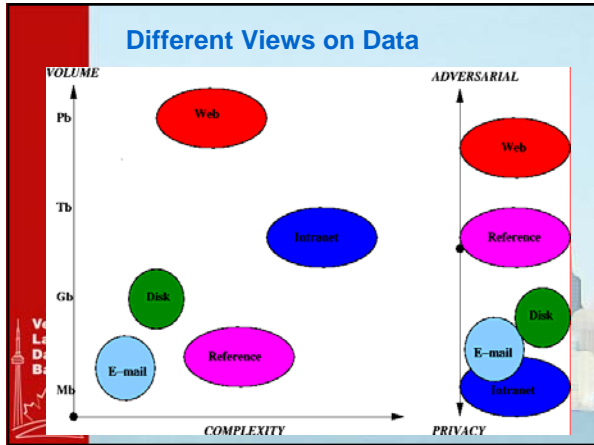 Different Views on Data
VOLUME
ADVERSARIAL
Pb
Web
Web
Tb
Intranet
Reference
Gb
Disk
Disk
E-mail
Reference
E-mail
Mb
Intranet
COMPLEXITY
PRIVACY